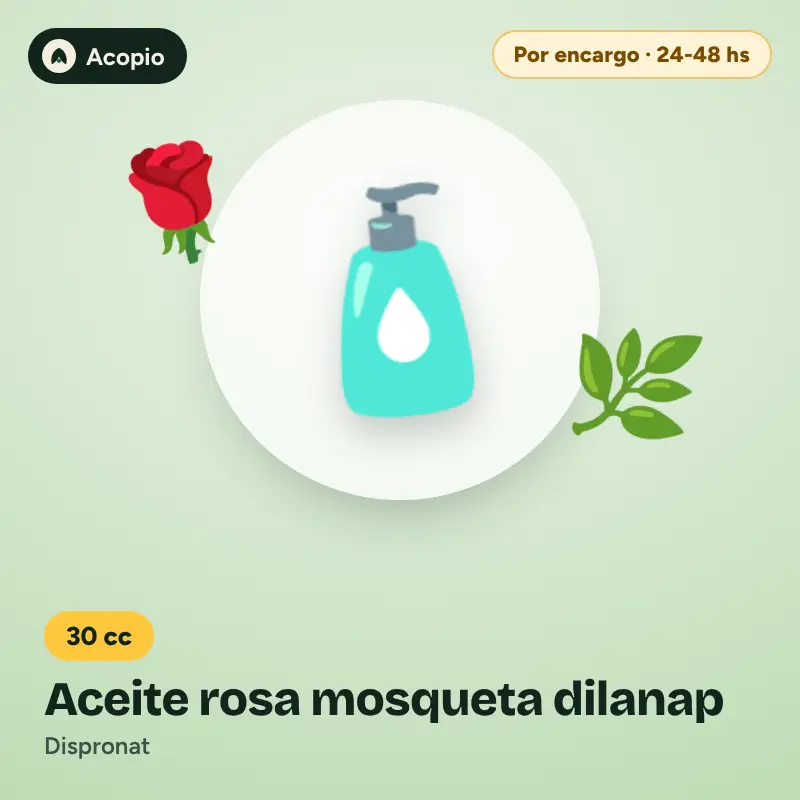 Acopio
Por encargo · 24-48 hs
30 cc
Aceite rosa mosqueta dilanap
Dispronat